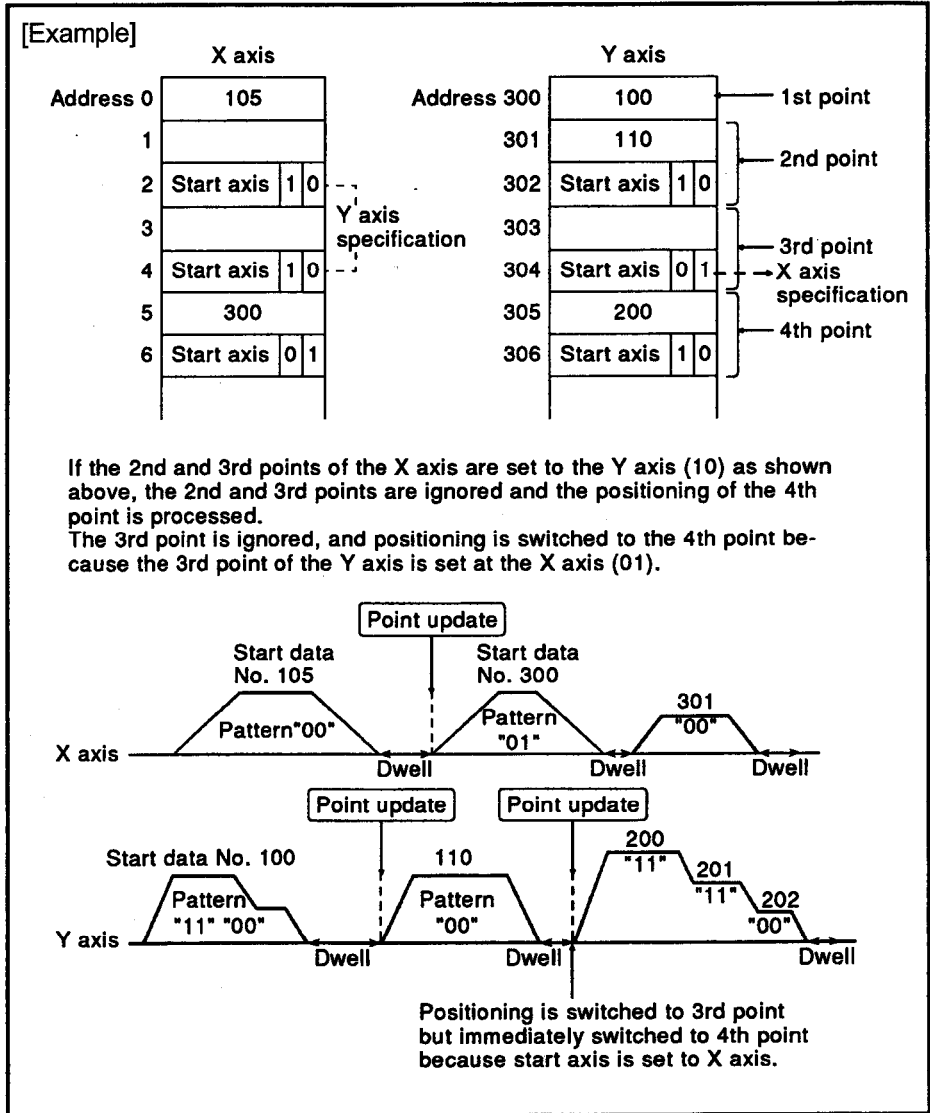 [Example]
X axis
Y axis
Address 0
105
Address 300
100
1st point
1
301
110
2nd point
2
Start axis
1
0
302
Start axis
1
0
Y axis
specification
3
303
3rd point
4
Start axis
1
0
304
Start axis
0
1
X axis
specification
5
300
305
200
4th point
6
Start axis
0
1
306
Start axis
1
0
If the 2nd and 3rd points of the X axis are set to the Y axis (10) as shown
above, the 2nd and 3rd points are ignored and the positioning of the 4th
point is processed.
The 3rd point is ignored, and positioning is switched to the 4th point be-
cause the 3rd point of the Y axis is set at the X axis (01).
Point update
Start data
No. 105
Start data
No. 300
Pattern"00"
Pattern
"01"
301
"00"
X axis
Dwell
Dwell
Dwell
Point update
Point update
Start data No. 100
110
200
"11"
201
"11"
202
"00"
Pattern
"11" "00"
Pattern
"00"
Y axis
Dwell
Dwell
Dwell
Positioning is switched to 3rd point
but immediately switched to 4th point
because start axis is set to X axis.